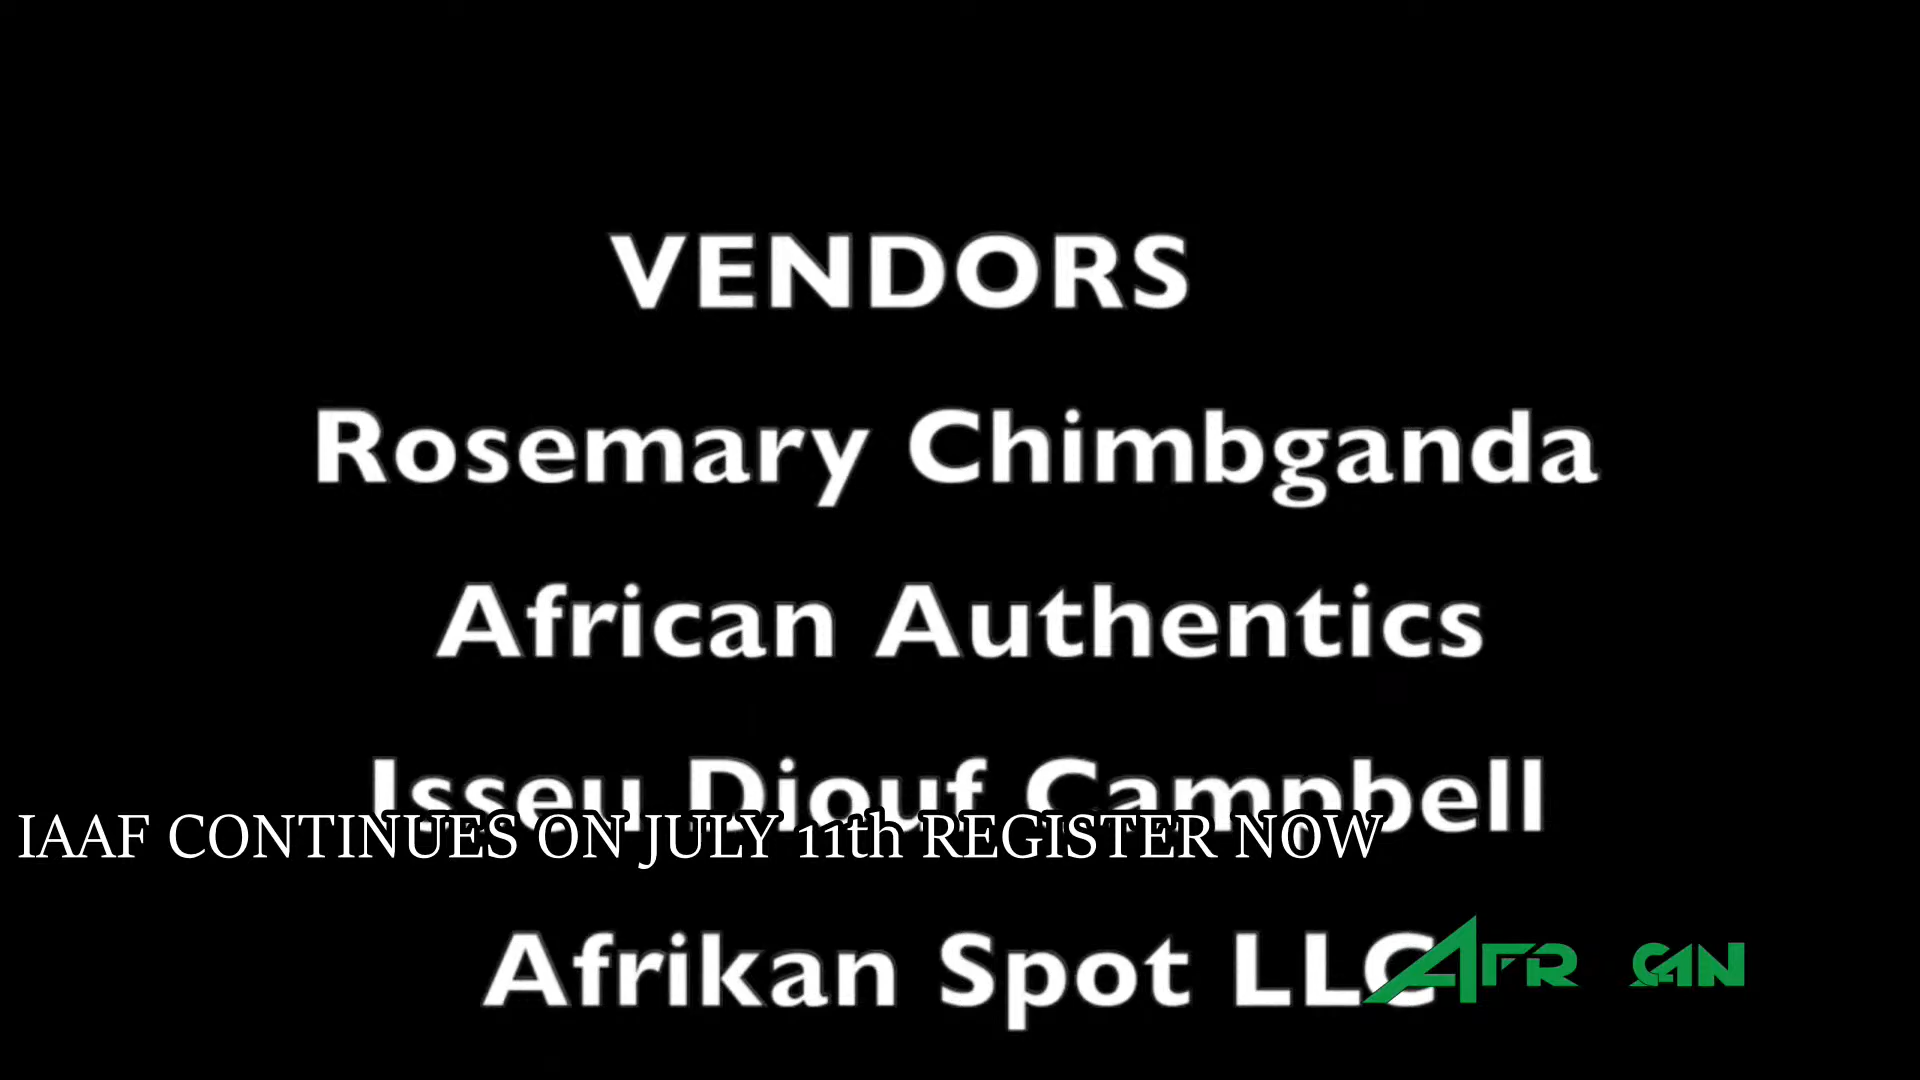 VENDORS
Rosemary Chimbganda
African Authentics
Isseu Diouf Campbell
IAAF CONTINUES ON JULY 11th REGISTER NOW
Afrikan Spot LLC